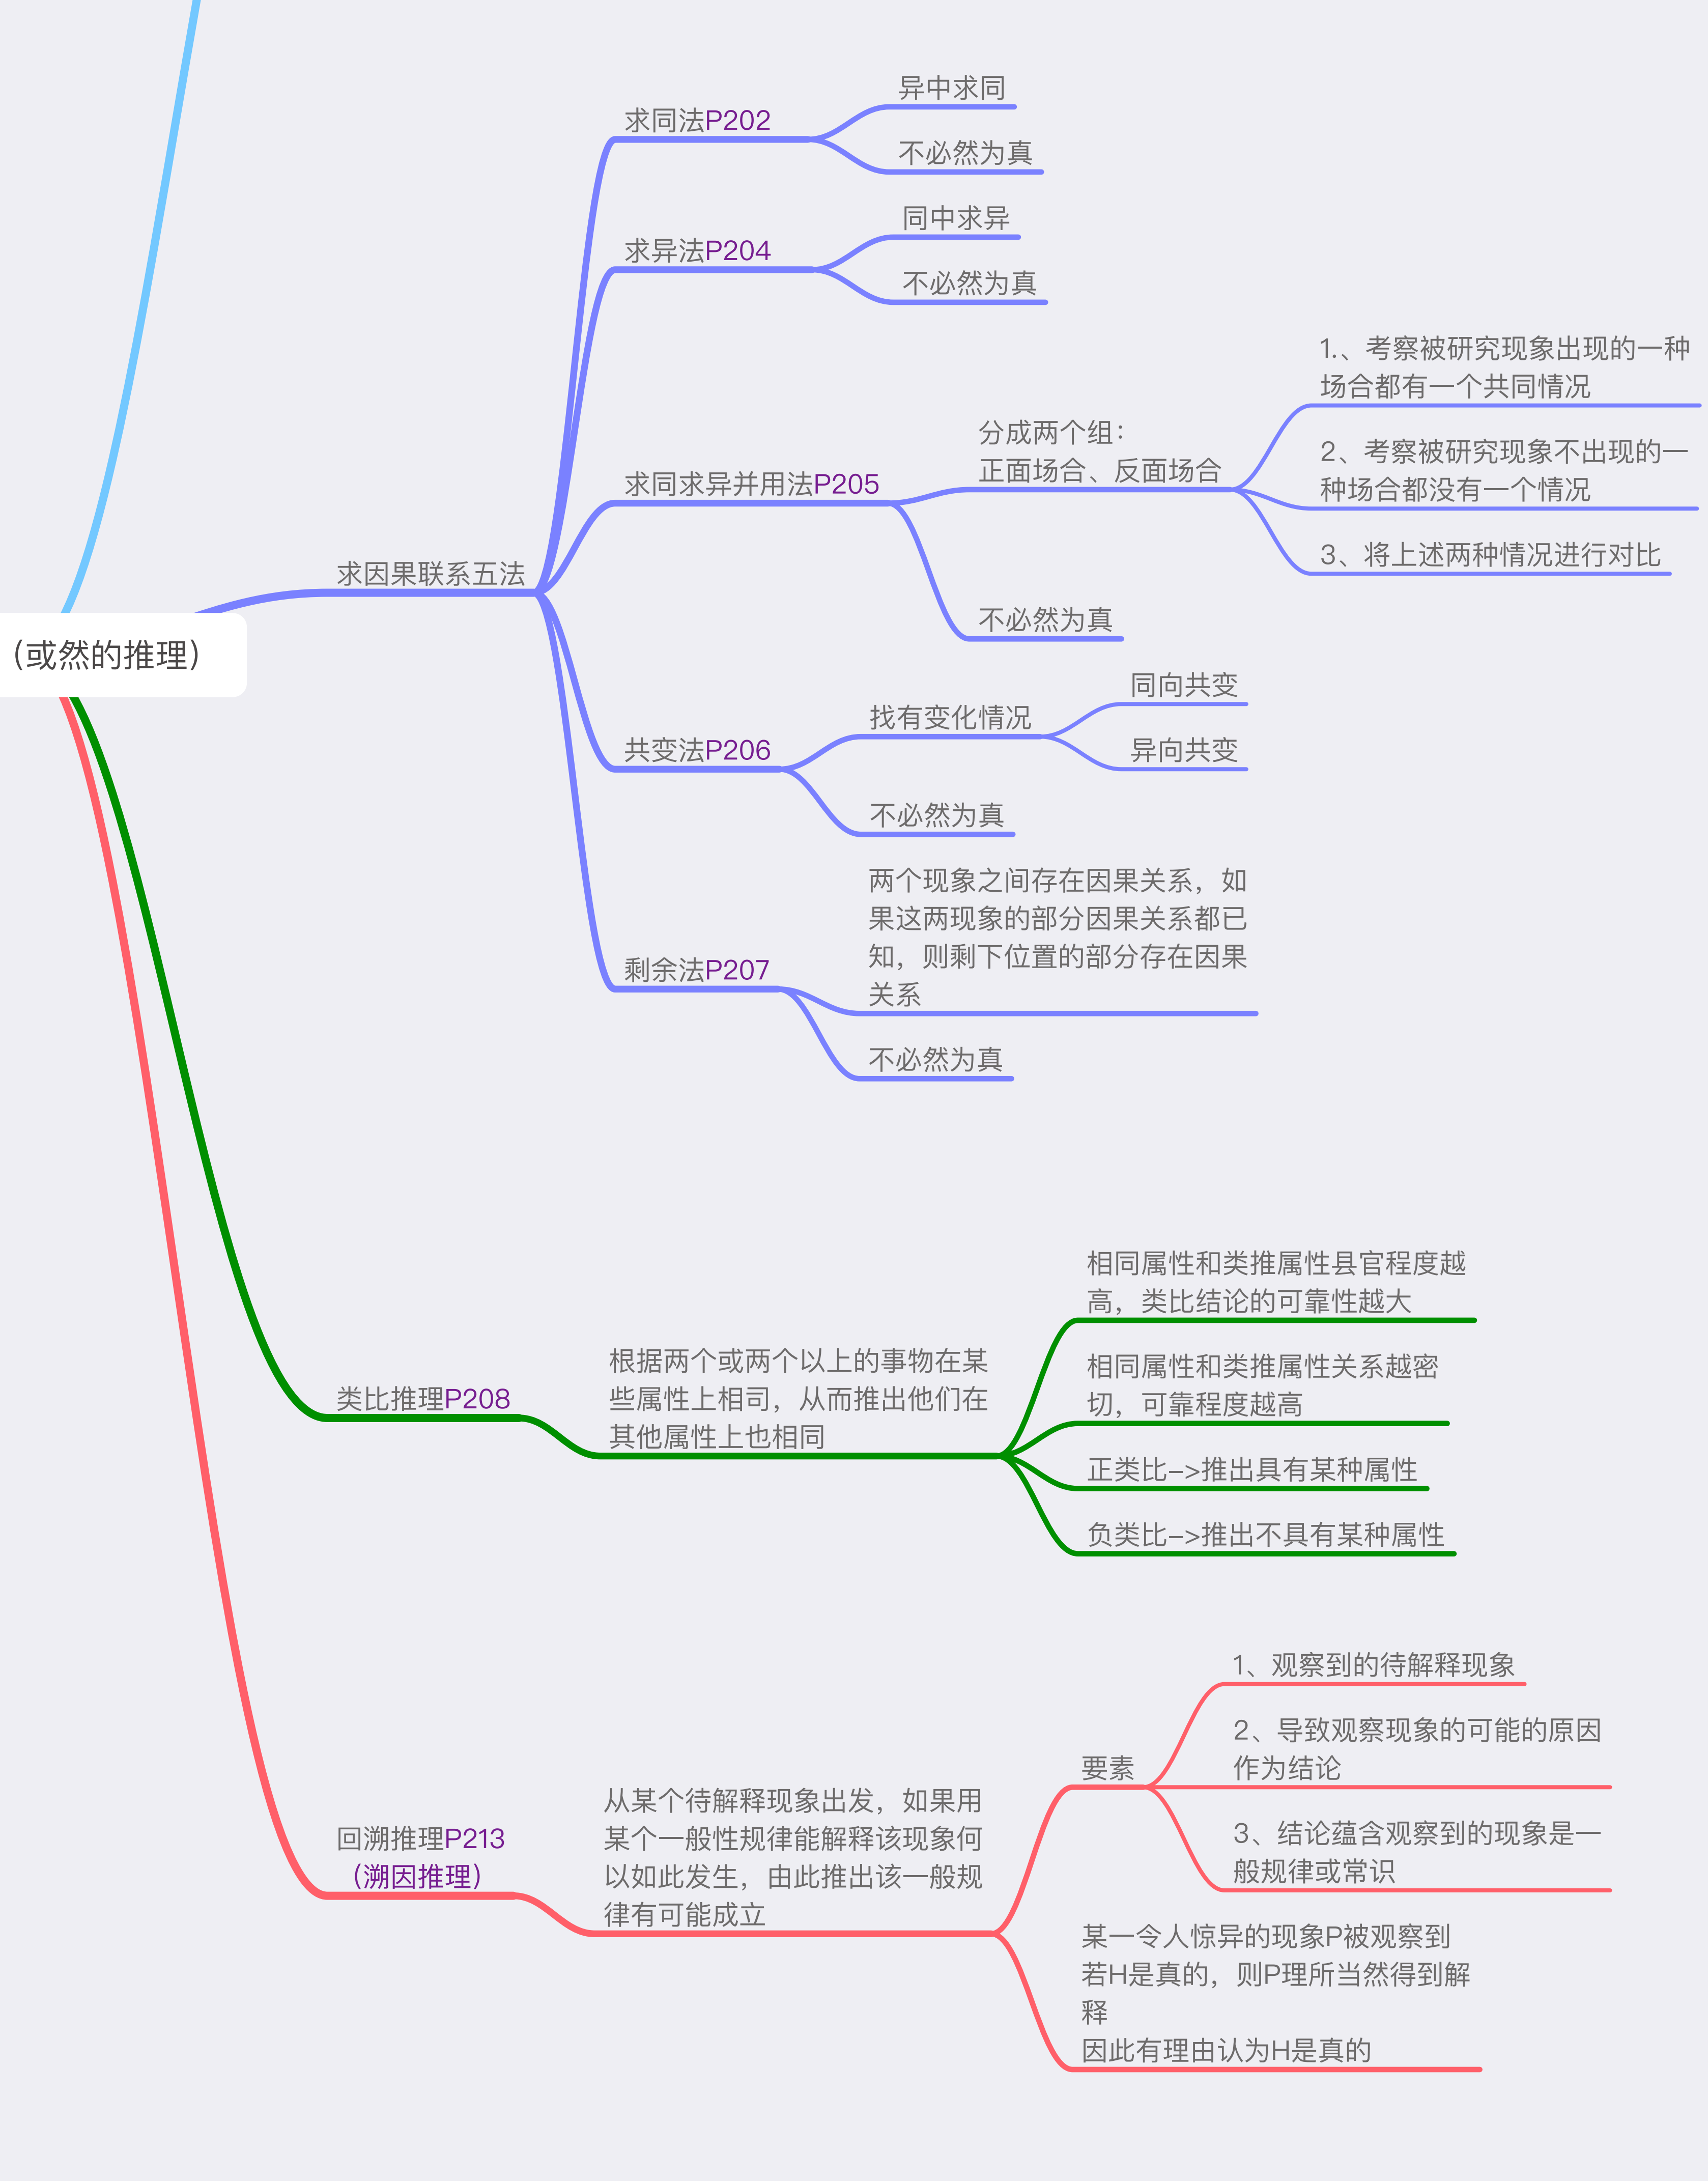 （或然的推理）
求因果联系五法
求同法P202
异中求同
不必然为真
求异法P204
同中求异
不必然为真
求同求异并用法P205
分成两个组：
正面场合、反面场合
1.、考察被研究现象出现的一种
场合都有一个共同情况
2、考察被研究现象不出现的一
种场合都没有一个情况
3、将上述两种情况进行对比
不必然为真
共变法P206
找有变化情况
同向共变
异向共变
不必然为真
剩余法P207
两个现象之间存在因果关系，如
果这两现象的部分因果关系都已
知，则剩下位置的部分存在因果
关系
不必然为真
类比推理P208
根据两个或两个以上的事物在某
些属性上相司，从而推出他们在
其他属性上也相同
相同属性和类推属性县官程度越
高，类比结论的可靠性越大
相同属性和类推属性关系越密
切，可靠程度越高
正类比->推出具有某种属性
负类比->推出不具有某种属性
回溯推理P213
（溯因推理）
从某个待解释现象出发，如果用
某个一般性规律能解释该现象何
以如此发生，由此推出该一般规
律有可能成立
要素
1、观察到的待解释现象
2、导致观察现象的可能的原因
作为结论
3、结论蕴含观察到的现象是一
般规律或常识
某一令人惊异的现象P被观察到
若H是真的，则P理所当然得到解
释
因此有理由认为H是真的